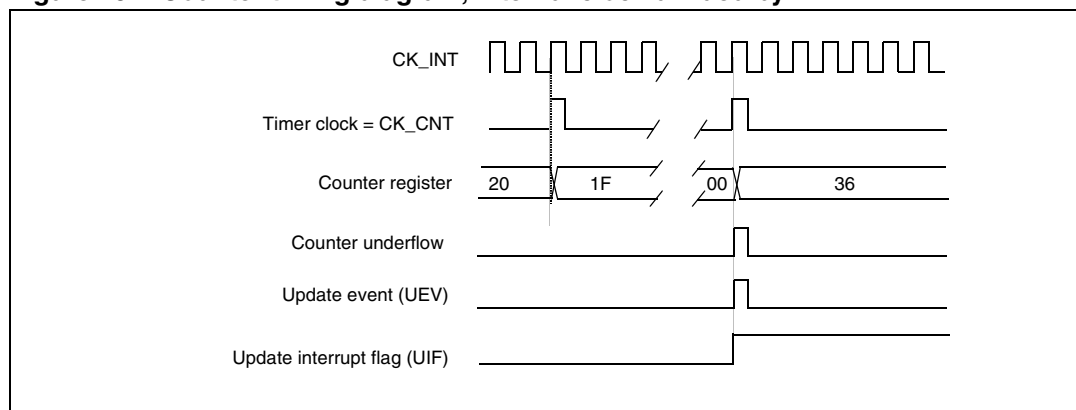 CK_INT
Timer clock = CK_CNT
Counter register 20 1F 00 36
Counter underflow
Update event (UEV)
Update interrupt flag (UIF)